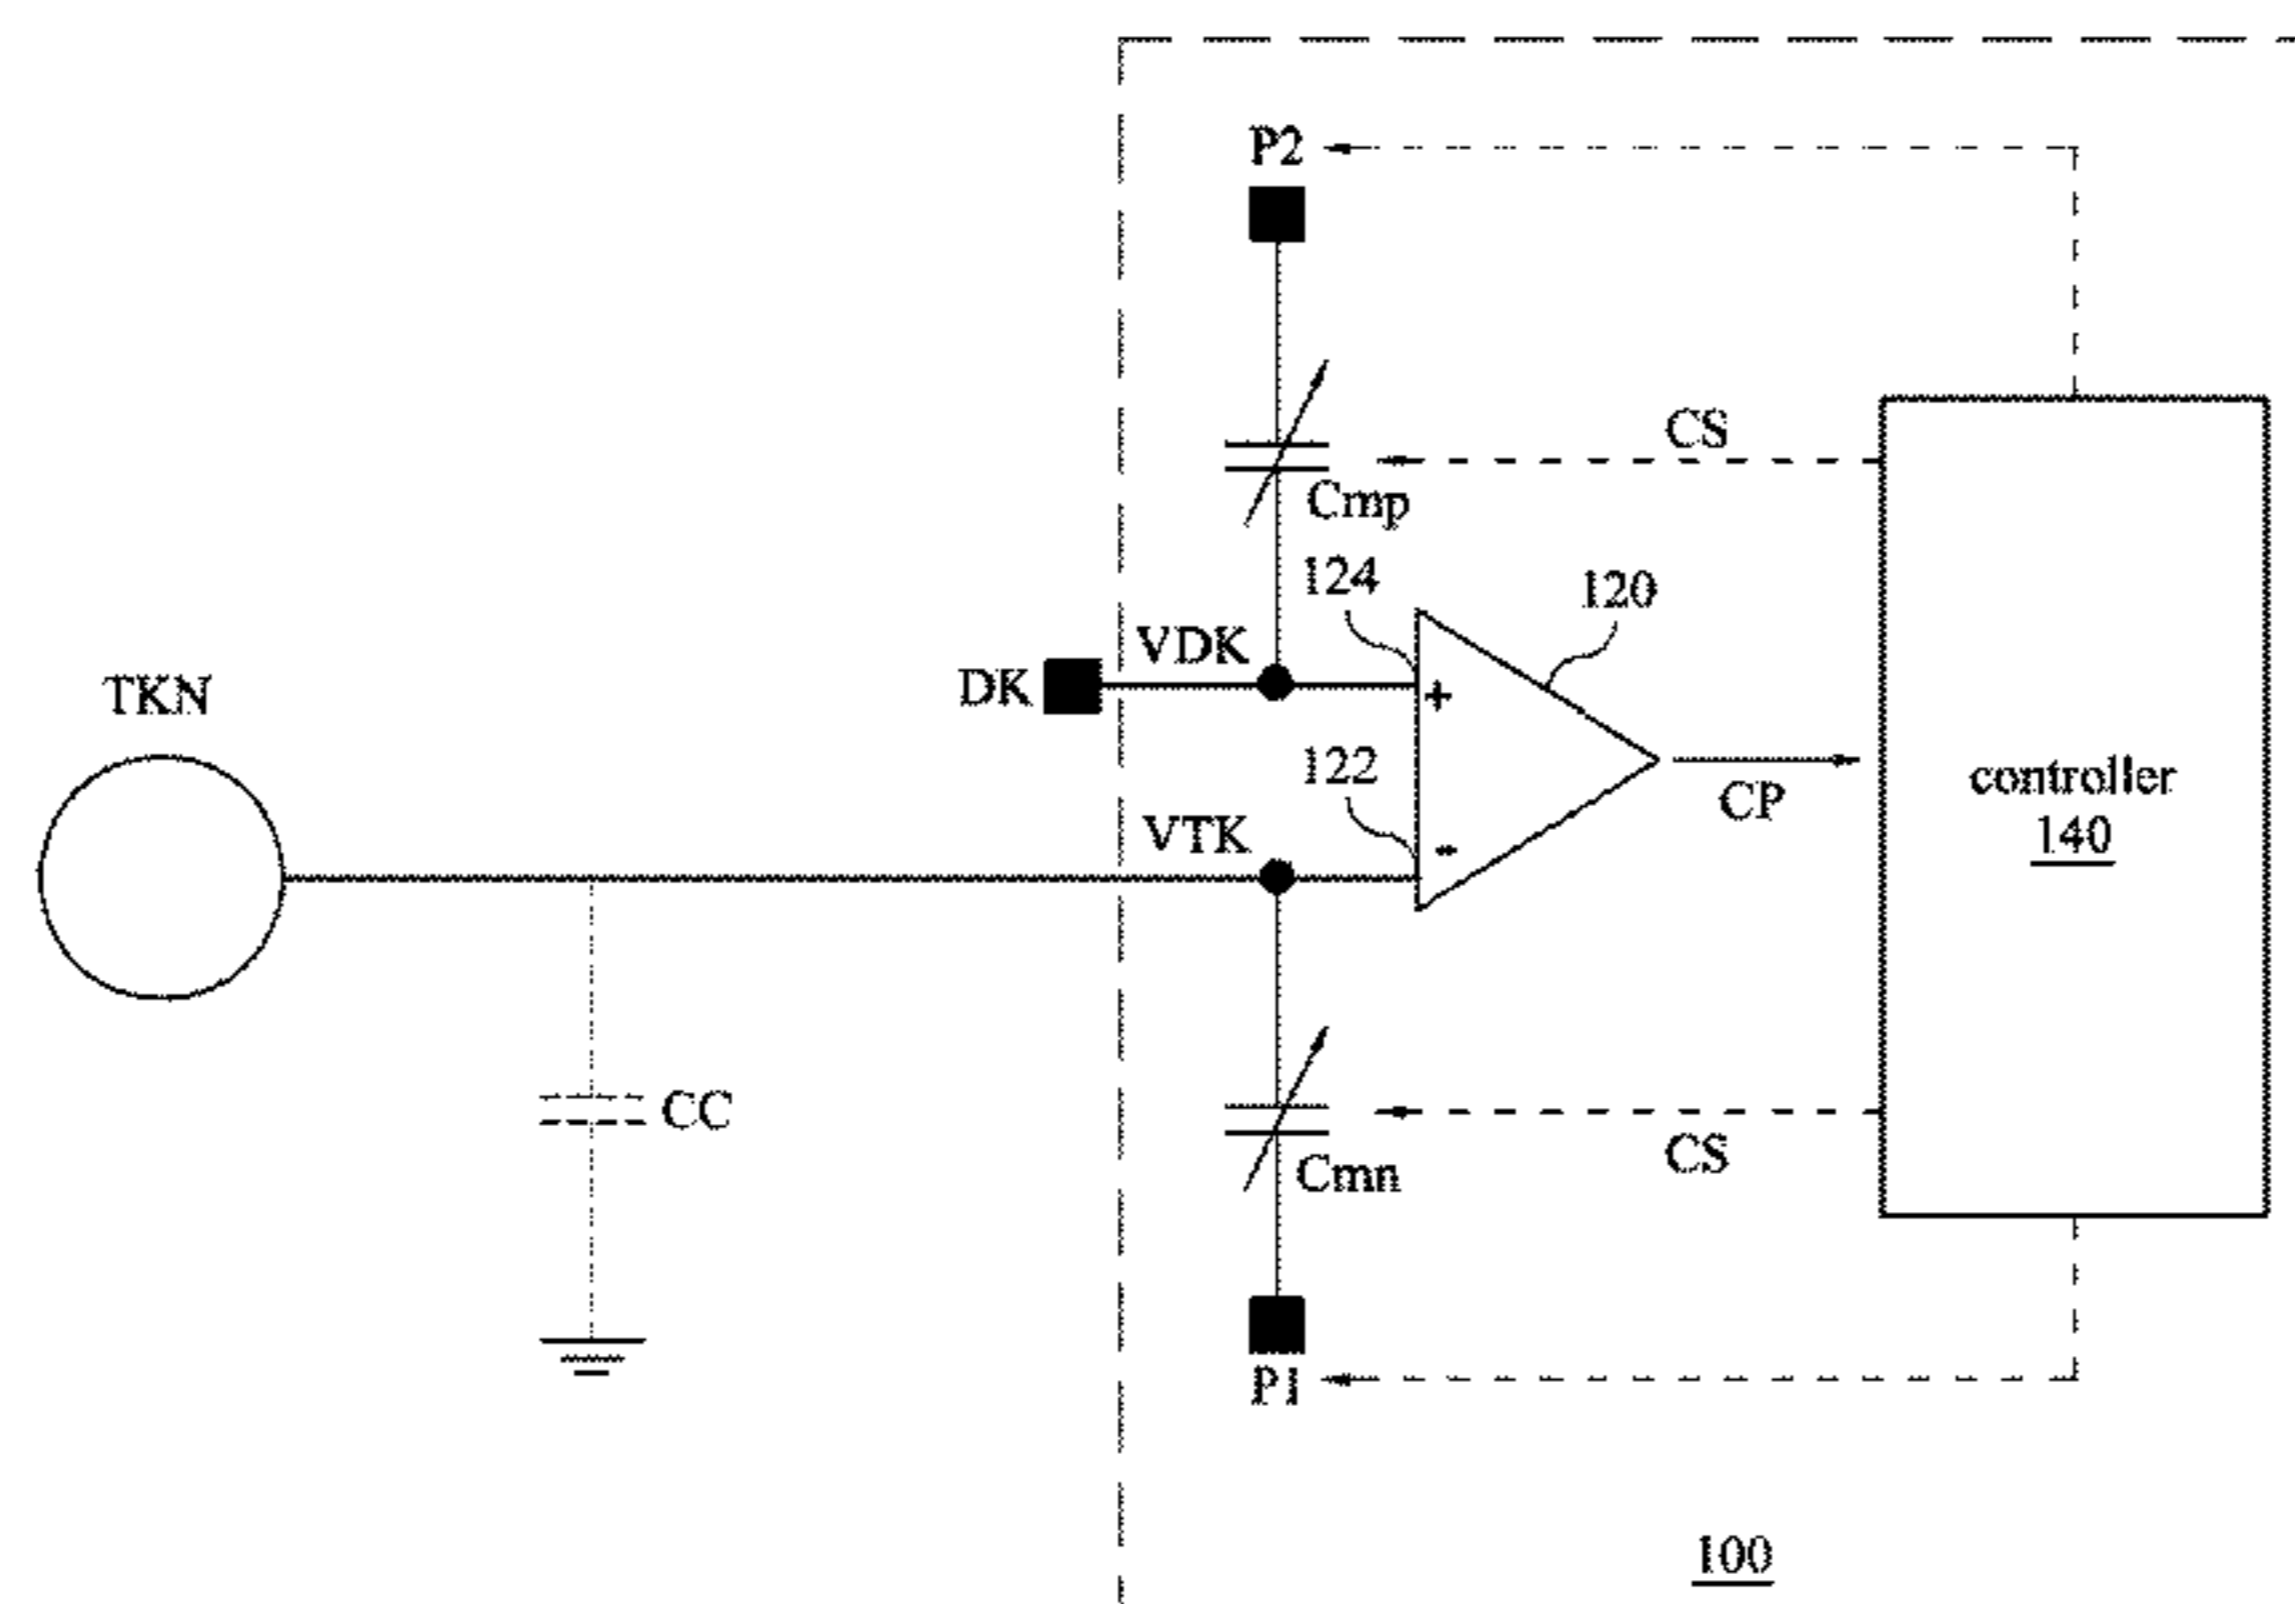 P2
CS
Cmp
124
120
VDK
DK
+
TKN
122
controller
140
CP
VTK
-
CC
CS
Cmn
P1
100